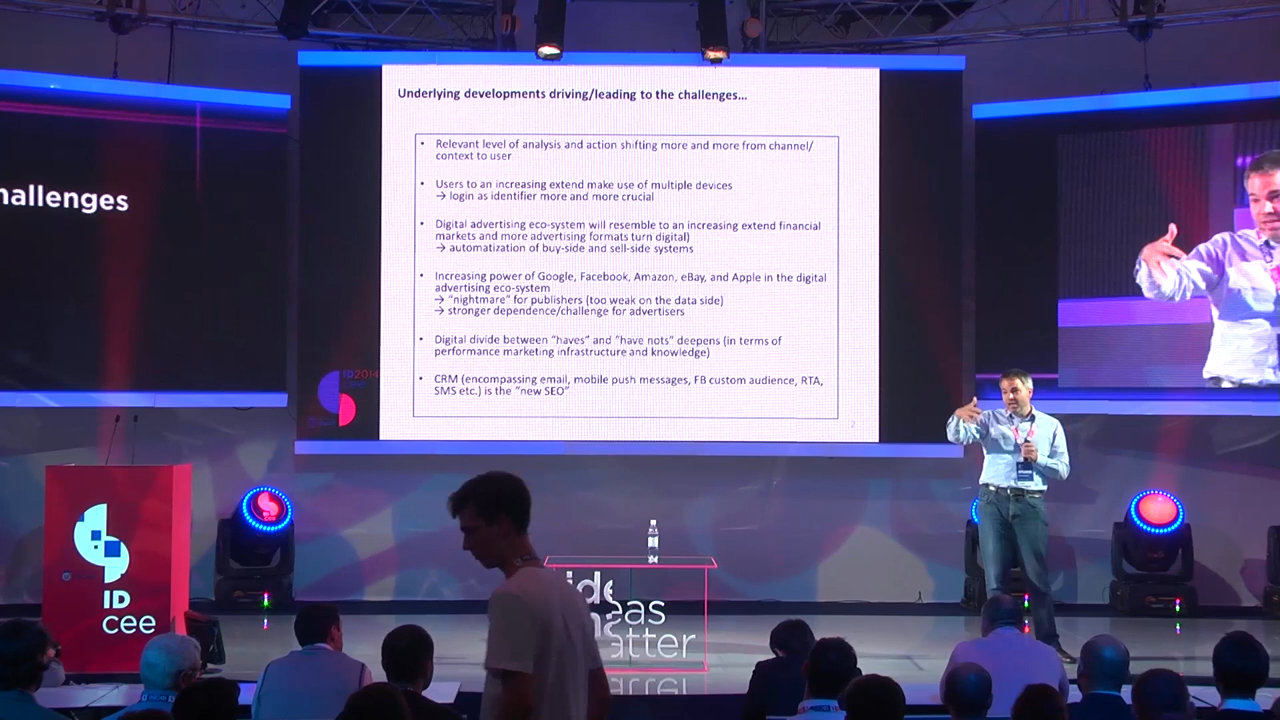 hallenges
Underlying developments driving/leading to the challenges...
• Relevant level of analysis and action shifting more and more from channel/
context to user
• Users to an increasing extend make use of multiple devices
→ login as identifier more and more crucial
• Digital advertising eco-system will resemble to an increasing extend financial
markets and more advertising formats turn digital)
→ automatization of buy-side and sell-side systems
• Increasing power of Google, Facebook, Amazon, eBay, and Apple in the digital
advertising eco-system
→ "nightmare" for publishers (too weak on the data side)
→ stronger dependence/challenge for advertisers
• Digital divide between "haves" and "have nots" deepens (in terms of
performance marketing infrastructure and knowledge)
• CRM (encompassing email, mobile push messages, FB custom audience, RTA,
SMS etc.) is the "new SEO"
2
ID2014
cee
ID
cee
ide
eas
matter